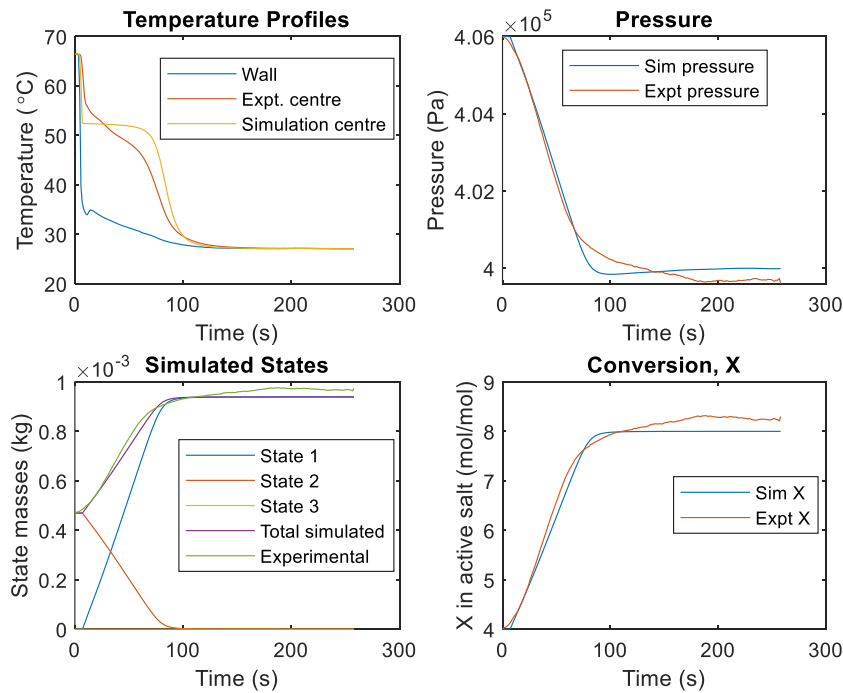 Temperature Profiles
70
60
50
40
30
20
Temperature ( °C)
Wall
Expt. centre
Simulation centre
0
100
200
300
Time (s)
Pressure
×10⁵
4.06
4.04
4.02
4
Pressure (Pa)
Sim pressure
Expt pressure
0
100
200
300
Time (s)
Simulated States
×10⁻³
1
0.8
0.6
0.4
0.2
0
State masses (kg)
State 1
State 2
State 3
Total simulated
Experimental
0
100
200
300
Time (s)
Conversion, X
9
8
7
6
5
4
X in active salt (mol/mol)
Sim X
Expt X
0
100
200
300
Time (s)